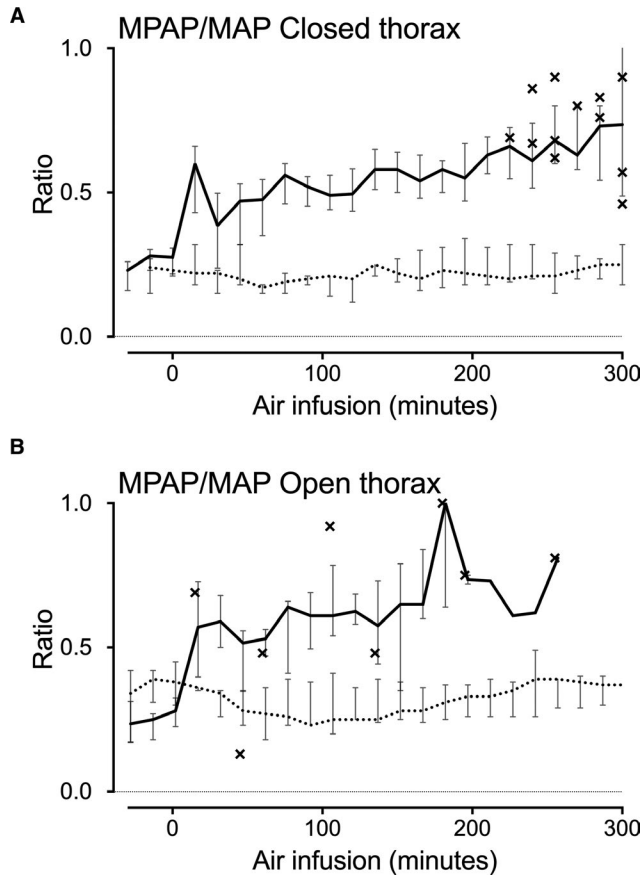 A
MPAP/MAP Closed thorax
1.0
0.5
0.0
Ratio
0
100
200
300
Air infusion (minutes)
B
MPAP/MAP Open thorax
1.0
0.5
0.0
Ratio
0
100
200
300
Air infusion (minutes)